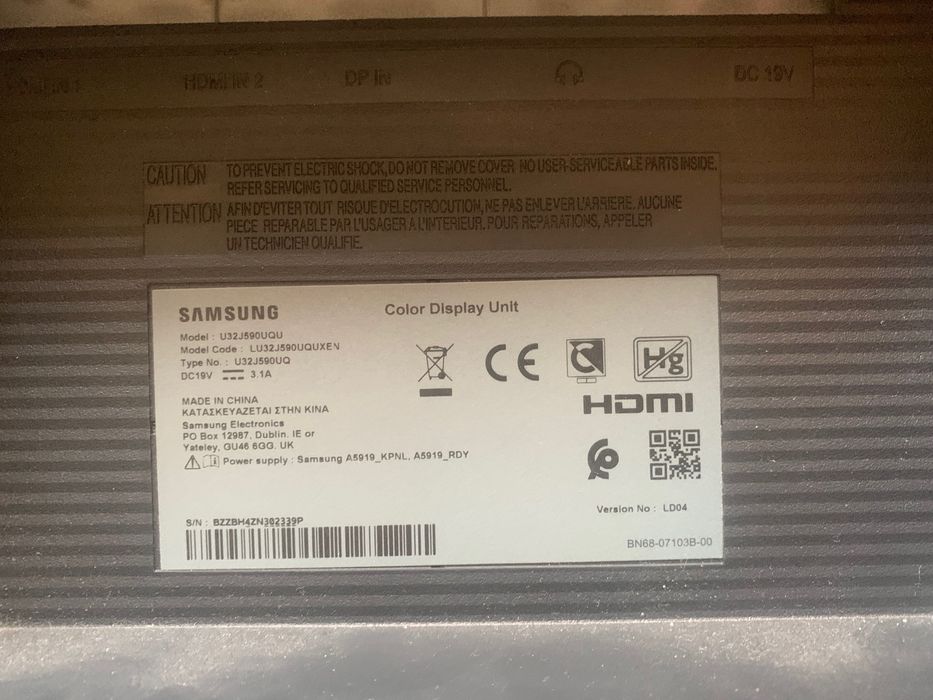 HDMI IN 1
HDMI IN 2
DP IN
DC 19V
CAUTION TO PREVENT ELECTRIC SHOCK, DO NOT REMOVE COVER NO USER-SERVICEABLE PARTS INSIDE.
REFER SERVICING TO QUALIFIED SERVICE PERSONNEL.
ATTENTION AFIN D'EVITER TOUT RISQUE D'ELECTROCUTION, NE PAS ENLEVER L'ARRIERE. AUCUNE
PIECE REPARABLE PAR L'USAGER A L'INTERIEUR. POUR REPARATIONS, APPELER
UN TECHNICIEN QUALIFIE.
SAMSUNG
Color Display Unit
Model : U32J590UQU
Model Code : LU32J590UQUXEN
Type No. : U32J590UQ
DC19V 3.1A
CE
Hg
HDMI
MADE IN CHINA
ΚΑΤΑΣΚΕΥΑΖΕΤΑΙ ΣΤΗΝ ΚΙΝΑ
Samsung Electronics
PO Box 12987, Dublin. IE or
Yateley, GU46 6GG. UK
Power supply : Samsung A5919_KPNL, A5919_RDY
Version No : LD04
S/N : BZZBH4ZN302339P
BN68-07103B-00